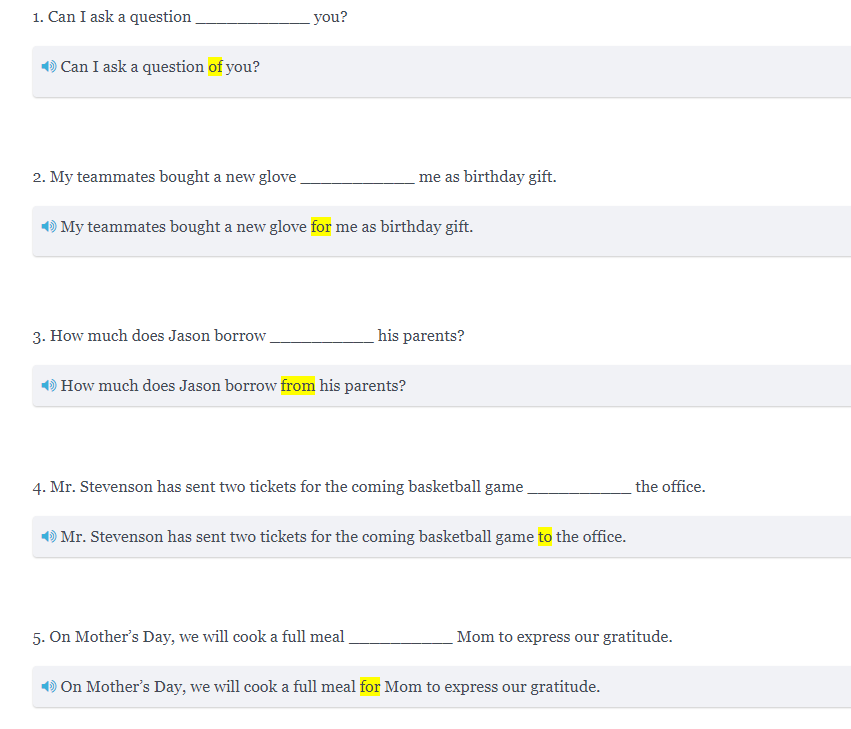 1. Can I ask a question ___________ you?
Can I ask a question of you?
2. My teammates bought a new glove ___________ me as birthday gift.
My teammates bought a new glove for me as birthday gift.
3. How much does Jason borrow __________ his parents?
How much does Jason borrow from his parents?
4. Mr. Stevenson has sent two tickets for the coming basketball game __________ the office.
Mr. Stevenson has sent two tickets for the coming basketball game to the office.
5. On Mother’s Day, we will cook a full meal __________ Mom to express our gratitude.
On Mother’s Day, we will cook a full meal for Mom to express our gratitude.